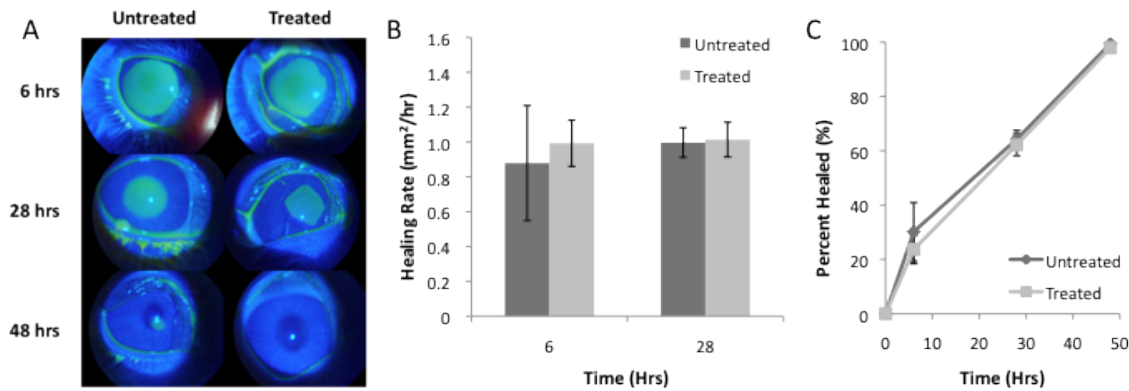 A
Untreated
Treated
6 hrs
28 hrs
48 hrs
B
Healing Rate (mm²/hr)
1.6
1.4
1.2
1.0
0.8
0.6
0.4
0.2
0
Untreated
Treated
6
28
Time (Hrs)
C
Percent Healed (%)
100
80
60
40
20
0
Untreated
Treated
0
10
20
30
40
50
Time (Hrs)